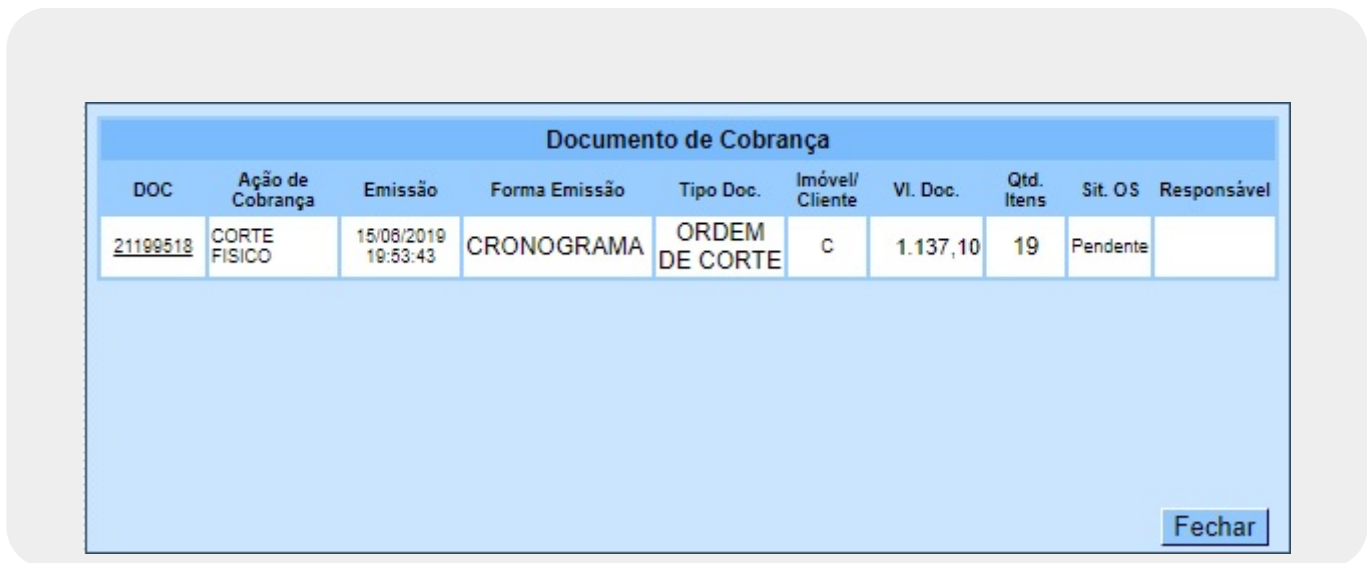 Documento de Cobrança
DOC Ação de Cobrança Emissão Forma Emissão Tipo Doc. Imóvel/ Cliente Vl. Doc. Qtd. Itens Sit. OS Responsável
21199518 CORTE FISICO 15/06/2019 19:53:43 CRONOGRAMA ORDEM DE CORTE C 1.137,10 19 Pendente
Fechar